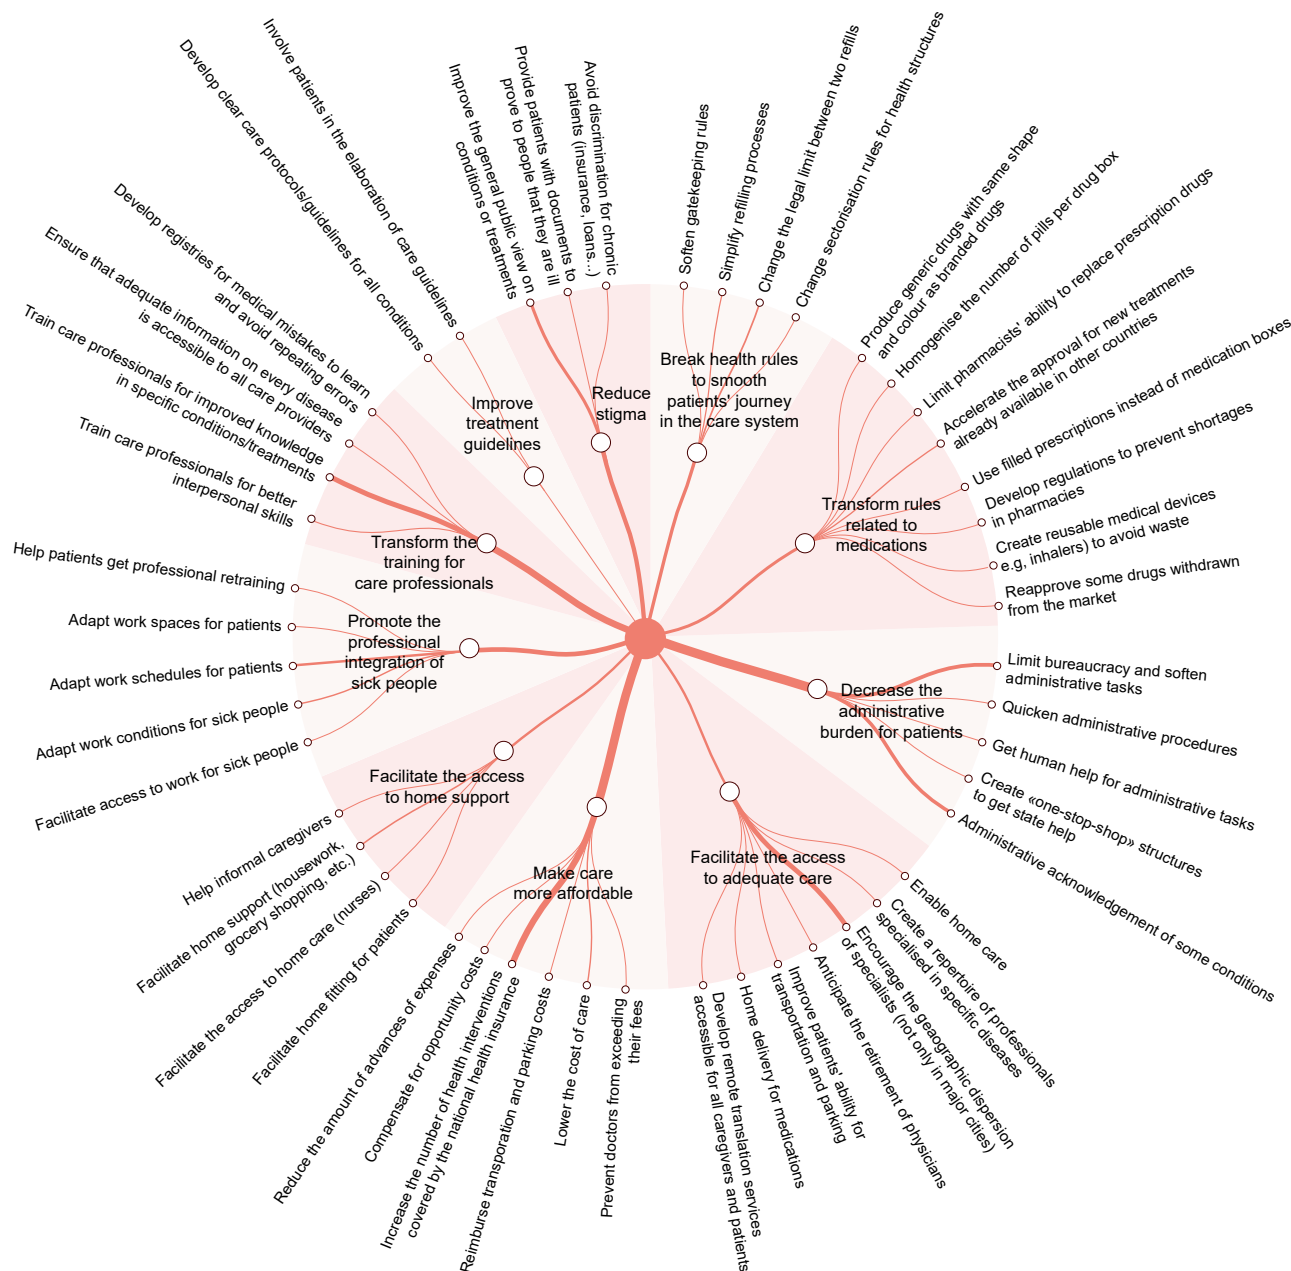 Break health rules
to smooth
patients' journey
in the care system
Soften gatekeeping rules
Simplify refilling processes
Change the legal limit between two refills
Change sectorisation rules for health structures
Transform rules
related to
medications
Produce generic drugs with same shape
and colour as branded drugs
Homogenise the number of pills per drug box
Limit pharmacists' ability to replace prescription drugs
Accelerate the approval for new treatments
already available in other countries
Use filled prescriptions instead of medication boxes
Develop regulations to prevent shortages
in pharmacies
Create reusable medical devices
e.g, inhalers) to avoid waste
Reapprove some drugs withdrawn
from the market
Decrease the
administrative
burden for patients
Limit bureaucracy and soften
administrative tasks
Quicken administrative procedures
Get human help for administrative tasks
Create «one-stop-shop» structures
to get state help
Administrative acknowledgement of some conditions
Facilitate the access
to adequate care
Enable home care
Create a repertoire of professionals
specialised in specific diseases
Encourage the geaographic dispersion
of specialists (not only in major cities)
Anticipate the retirement of physicians
Improve patients' ability for
transportation and parking
Home delivery for medications
Develop remote translation services
accessible for all caregivers and patients
Make care
more affordable
Prevent doctors from exceeding
their fees
Lower the cost of care
Reimburse transporation and parking costs
Increase the number of health interventions
covered by the national health insurance
Compensate for opportunity costs
Reduce the amount of advances of expenses
Facilitate the access
to home support
Facilitate home fitting for patients
Facilitate the access to home care (nurses)
Facilitate home support (housework,
grocery shopping, etc.)
Help informal caregivers
Promote the
professional
integration of
sick people
Facilitate access to work for sick people
Adapt work conditions for sick people
Adapt work schedules for patients
Adapt work spaces for patients
Help patients get professional retraining
Transform the
training for
care professionals
Train care professionals for better
interpersonal skills
Train care professionals for improved knowledge
in specific conditions/treatments
Ensure that adequate information on every disease
is accessible to all care providers
Develop registries for medical mistakes to learn
and avoid repeating errors
Improve
treatment
guidelines
Develop clear care protocols/guidelines for all conditions
Involve patients in the elaboration of care guidelines
Reduce
stigma
Improve the general public view on
conditions or treatments
Provide patients with documents to
prove to people that they are ill
Avoid discrimination for chronic
patients (insurance, loans...)